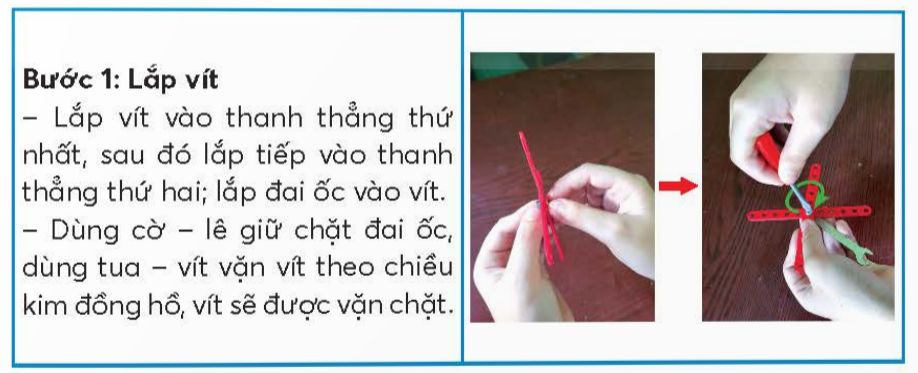 Bước 1: Lắp vít
– Lắp vít vào thanh thẳng thứ
nhất, sau đó lắp tiếp vào thanh
thẳng thứ hai; lắp đai ốc vào vít.
– Dùng cờ – lê giữ chặt đai ốc,
dùng tua – vít vặn vít theo chiều
kim đồng hồ, vít sẽ được vặn chặt.